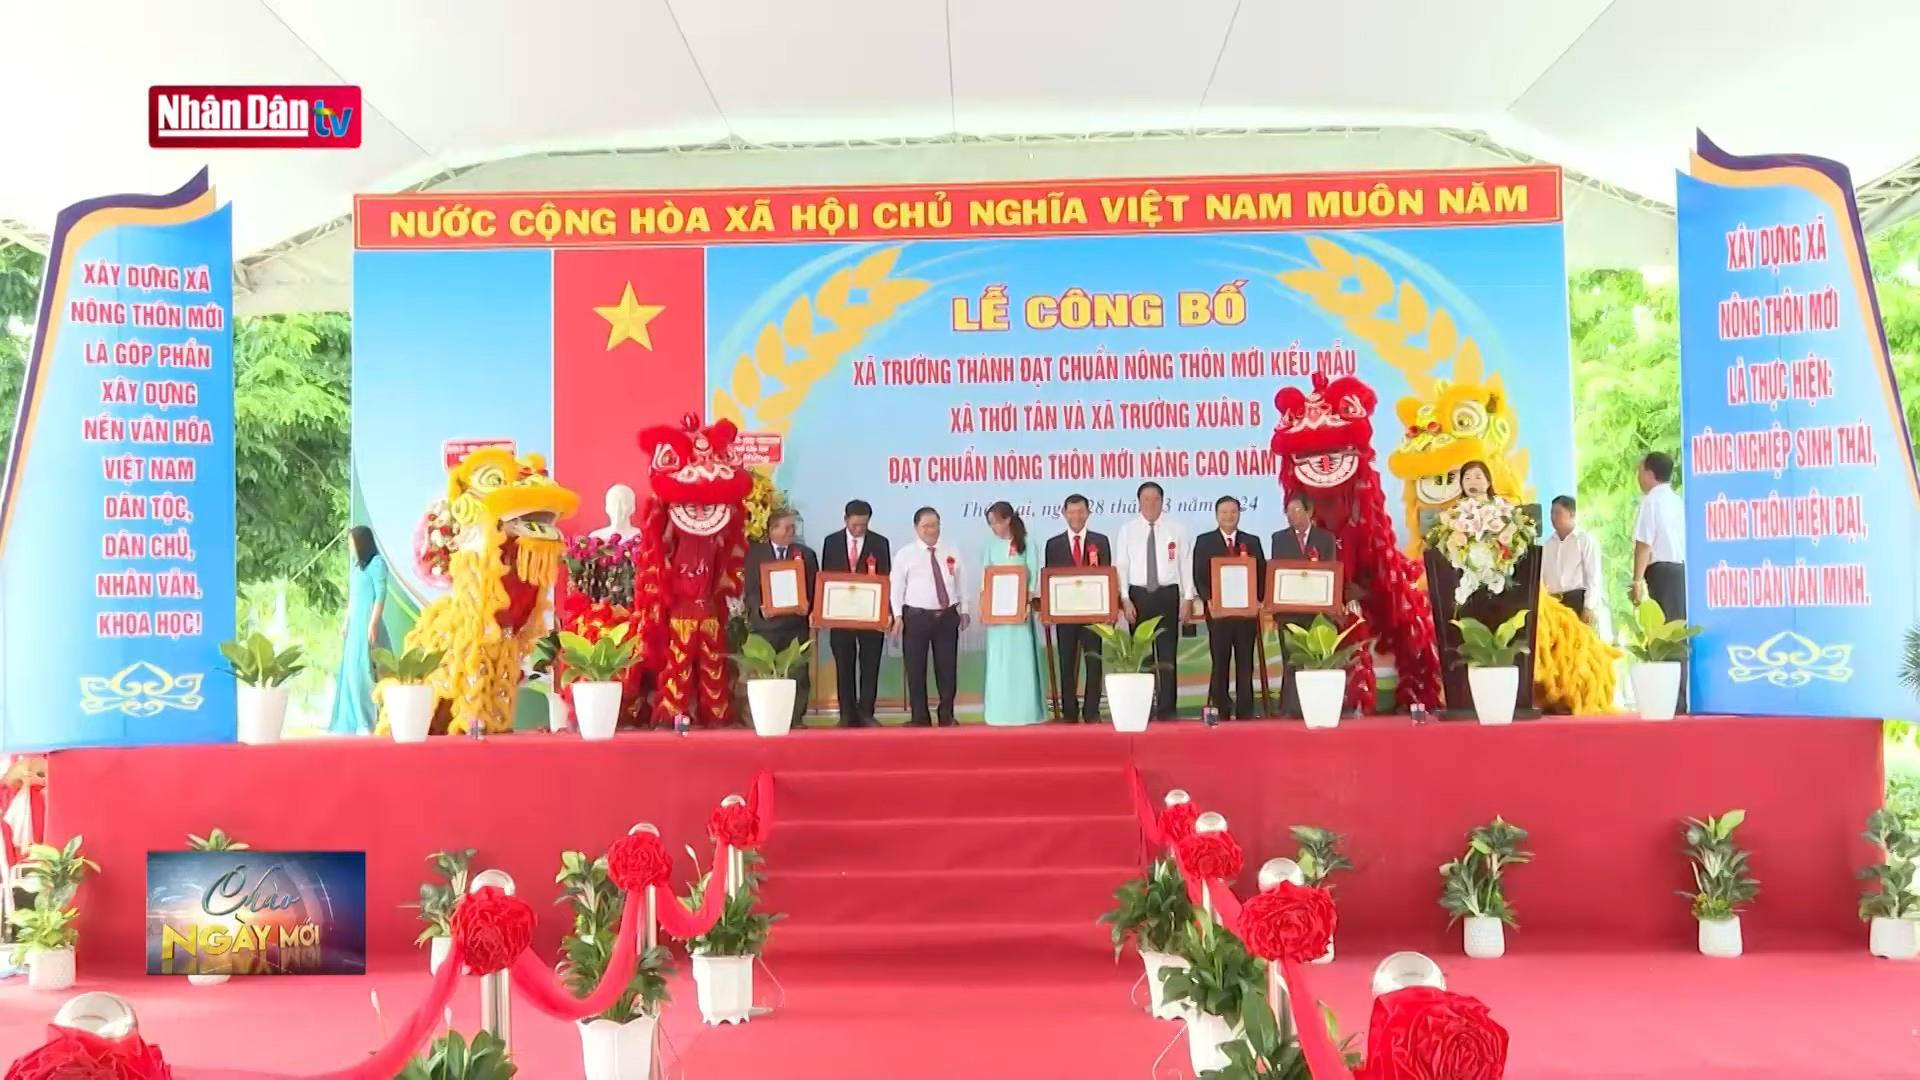 Nhân Dân tv
NƯỚC CỘNG HÒA XÃ HỘI CHỦ NGHĨA VIỆT NAM MUÔN NĂM
XÂY DỰNG XÃ
NÔNG THÔN MỚI
LÀ GÓP PHẦN
XÂY DỰNG
NỀN VĂN HÓA
VIỆT NAM
DÂN TỘC,
DÂN CHỦ,
NHÂN VĂN,
KHOA HỌC!
LỄ CÔNG BỐ
XÃ TRƯỜNG THÀNH ĐẠT CHUẨN NÔNG THÔN MỚI KIỂU MẪU
XÃ THỚI TÂN VÀ XÃ TRƯỜNG XUÂN B
ĐẠT CHUẨN NÔNG THÔN MỚI NÂNG CAO NĂM
ngày 28 năm 2024
XÂY DỰNG XÃ
NÔNG THÔN MỚI
LÀ THỰC HIỆN:
NÔNG NGHIỆP SINH THÁI,
NÔNG THÔN HIỆN ĐẠI,
NÔNG DÂN VĂN MINH.
Chào
NGÀY MỚI